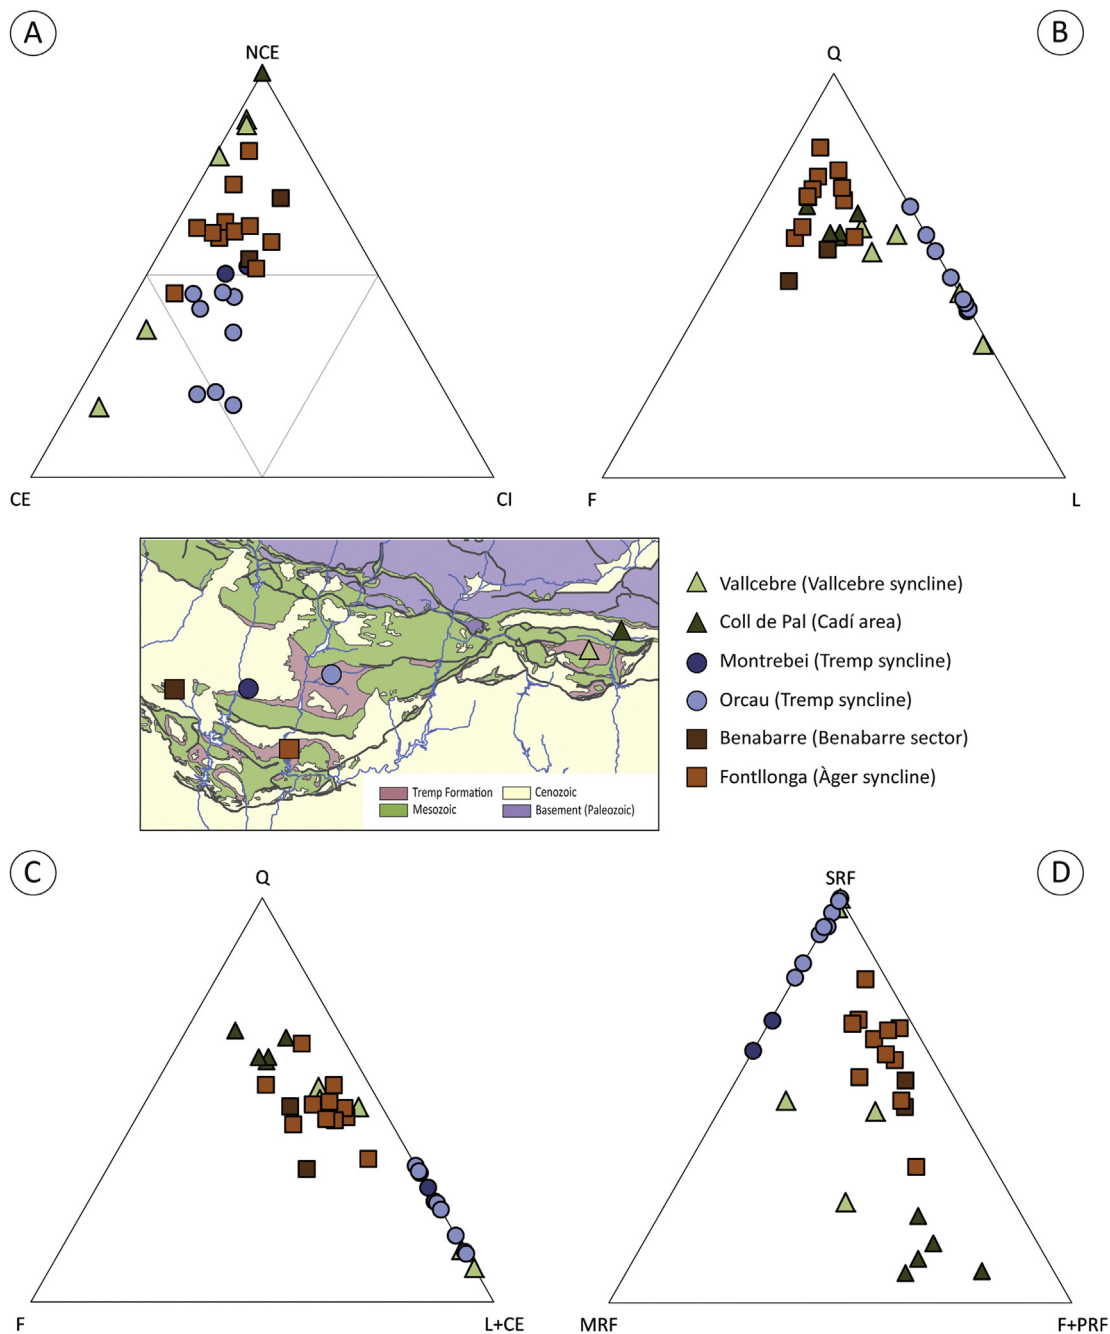 A
NCE
CE
CI
B
Q
F
L
Tremp Formation
Mesozoic
Cenozoic
Basement (Paleozoic)
Vallcebre (Vallcebre syncline)
Coll de Pal (Cadí area)
Montrebei (Tremp syncline)
Orcau (Tremp syncline)
Benabarre (Benabarre sector)
Fontllonga (Àger syncline)
C
Q
F
L+CE
D
SRF
MRF
F+PRF